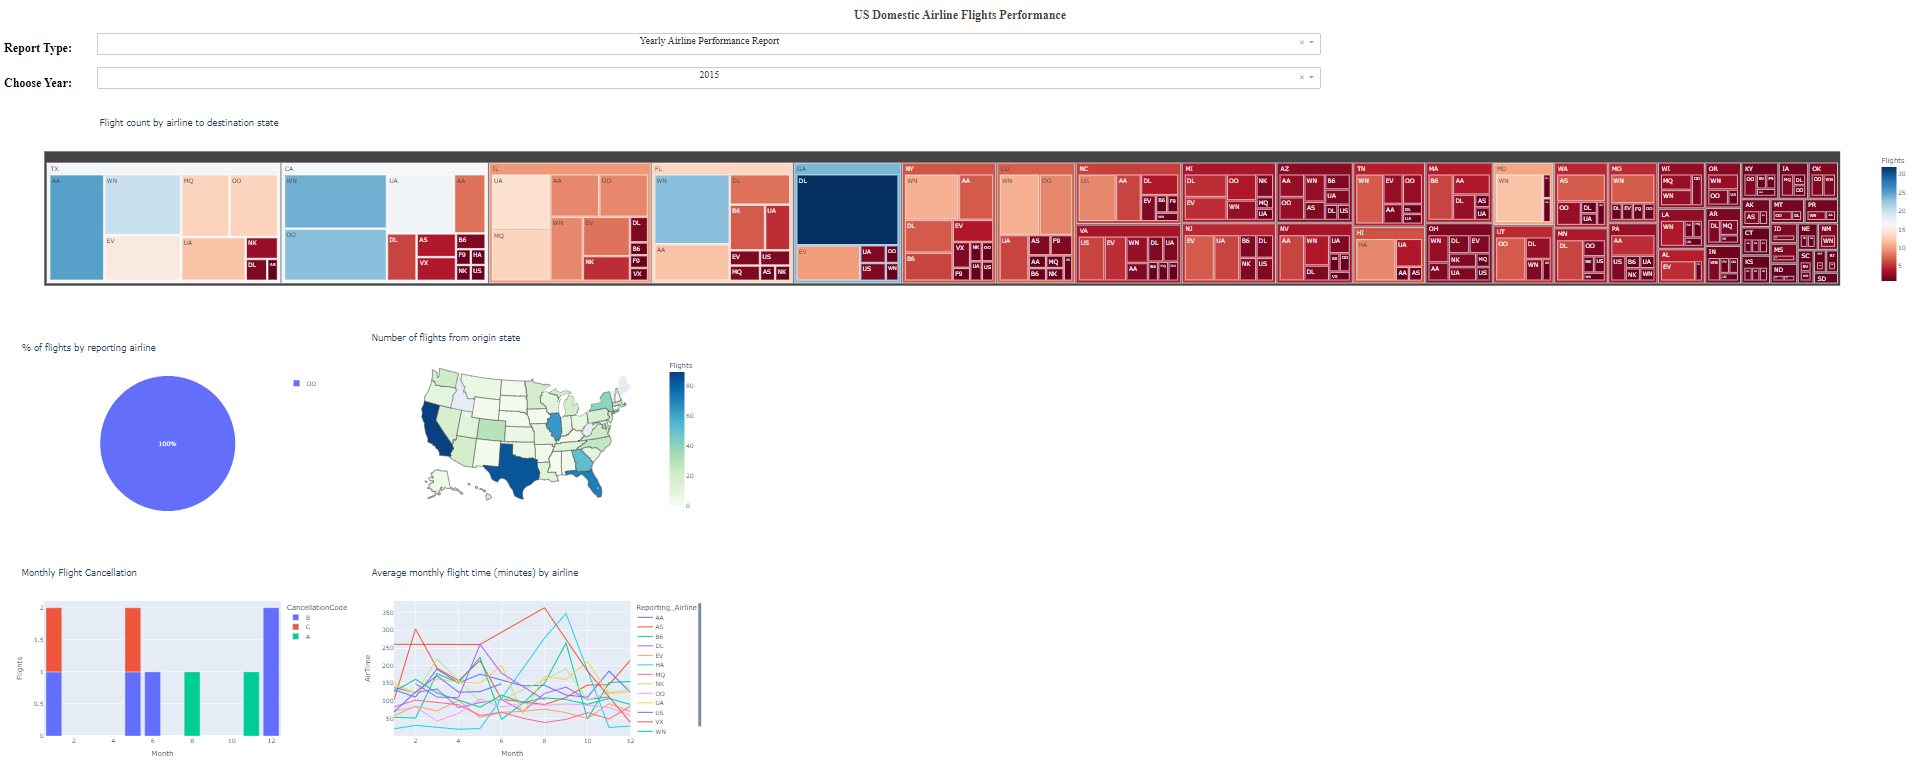 US Domestic Airline Flights Performance
Report Type:
Yearly Airline Performance Report
× 
Choose Year:
2015
× 
Flight count by airline to destination state
TX CA IL FL GA NY CO NC MI AZ TN MA MD WA MO WI OR KY IA OK
AA WN MQ OO
EV UA NK
DL AS
WN UA AA
OO DL AS B6
VX F9 HA
NK US
UA AA OO
MQ WN EV DL
B6
NK F9
VX
WN DL
B6 UA
AA EV US
MQ AS NK
DL
EV UA OO
US WN
WN AA
DL EV
B6 VX NK OO
UA US
F9
WN OO
UA AS F9
AA MQ
B6 NK
US AA DL
EV B6 F9
VA
US EV WN DL UA
AA
DL OO NK
EV WN MQ
UA
NJ
EV UA B6 DL
NK US
AA WN B6
OO AS UA
DL US
NV
AA WN UA
DL
WN EV OO
AA DL
UA
HI
HA UA
AA AS
B6 AA
DL AS
UA
OH
WN DL EV
NK MQ
AA UA US
WN
UT
OO DL
WN
AS
OO DL
UA
MN
DL OO
NK US
WN
DL EV F9 OO
PA
AA
US B6 UA
NK WN
MQ OO
WN
LA
WN
AL
EV
WN
OO UA
AR
DL MQ
IN
OO EV
AK
AS
CT
KS
MQ DL
OO
MT
OO DL
ID
MS
ND
OO WN
PR
NE NM
WN
SC
SD
Flights
30
25
20
15
10
5
% of flights by reporting airline
OO
100%
Number of flights from origin state
Flights
80
60
40
20
0
Monthly Flight Cancellation
CancellationCode
B
C
A
2
1.5
1
0.5
0
Flights
2 4 6 8 10 12
Month
Average monthly flight time (minutes) by airline
Reporting_Airline
AA
AS
B6
DL
EV
HA
MQ
NK
OO
UA
US
VX
WN
350
300
250
200
150
100
50
AirTime
2 4 6 8 10 12
Month